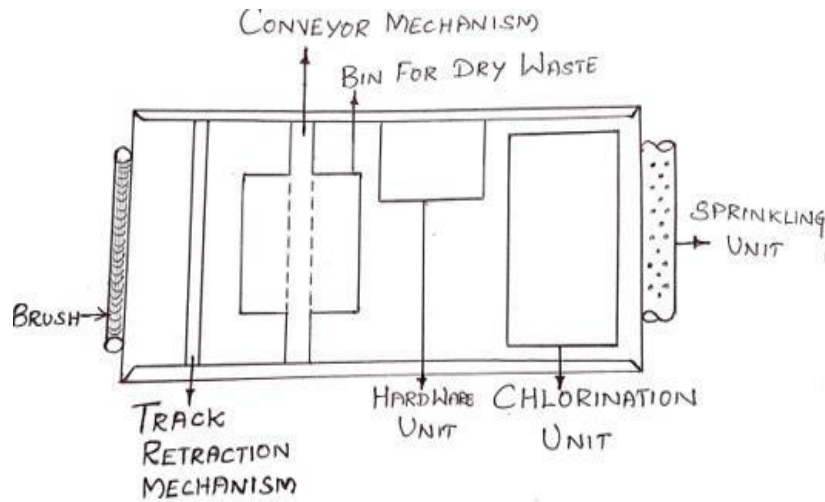 CONVEYOR MECHANISM
BIN FOR DRY WASTE
SPRINKLING
UNIT
BRUSH
TRACK
RETRACTION
MECHANISM
HARDWARE
UNIT
CHLORINATION
UNIT